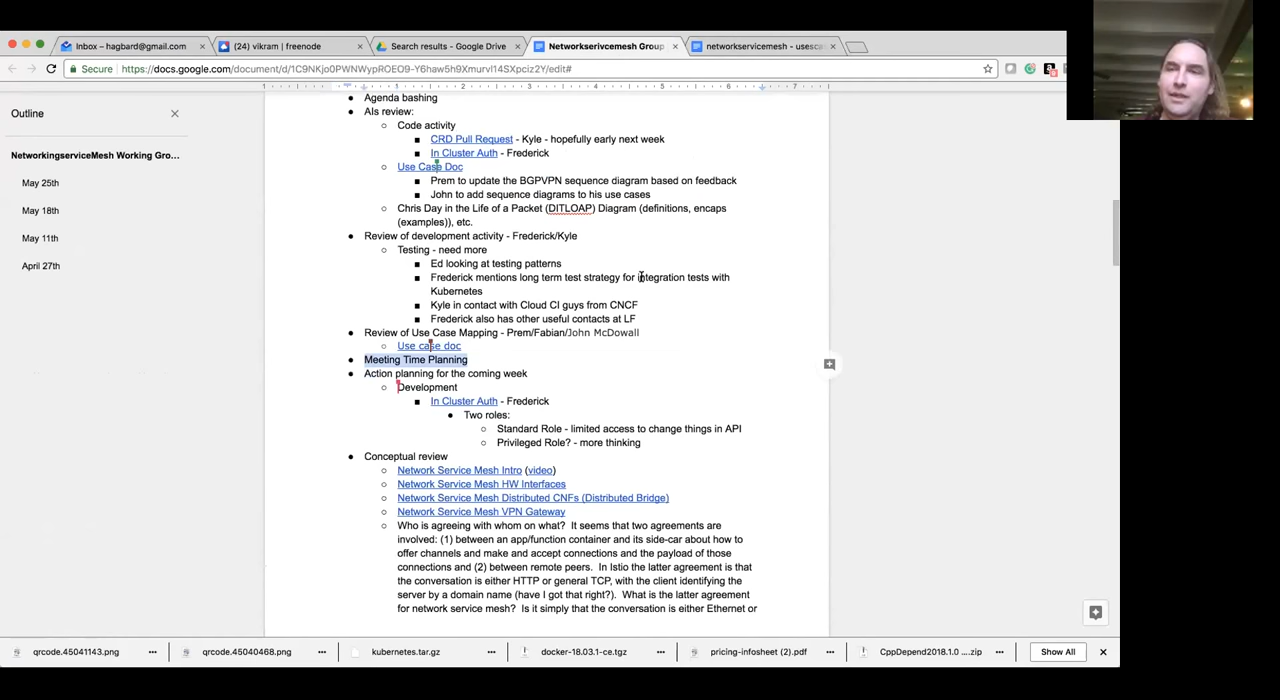 Inbox – hagbard@gmail.com
(24) vikram | freenode
Search results - Google Drive
Networkserivcemesh Group
networkservicemesh - usesca
Secure
https://docs.google.com/document/d/1C9NKjo0PWNWypROEO9-Y6haw5h9Xmurvl14SXpciz2Y/edit#
1 1 2 3 4 5 6 7
Outline
NetworkingserviceMesh Working Gro...
May 25th
May 18th
May 11th
April 27th
Agenda bashing
AIs review:
Code activity
CRD Pull Request - Kyle - hopefully early next week
In Cluster Auth - Frederick
Use Case Doc
Prem to update the BGPVPN sequence diagram based on feedback
John to add sequence diagrams to his use cases
Chris Day in the Life of a Packet (DITLOAP) Diagram (definitions, encaps
(examples)), etc.
Review of development activity - Frederick/Kyle
Testing - need more
Ed looking at testing patterns
Frederick mentions long term test strategy for integration tests with
Kubernetes
Kyle in contact with Cloud CI guys from CNCF
Frederick also has other useful contacts at LF
Review of Use Case Mapping - Prem/Fabian/John McDowall
Use case doc
Meeting Time Planning
Action planning for the coming week
Development
In Cluster Auth - Frederick
Two roles:
Standard Role - limited access to change things in API
Privileged Role? - more thinking
Conceptual review
Network Service Mesh Intro (video)
Network Service Mesh HW Interfaces
Network Service Mesh Distributed CNFs (Distributed Bridge)
Network Service Mesh VPN Gateway
Who is agreeing with whom on what?  It seems that two agreements are
involved: (1) between an app/function container and its side-car about how to
offer channels and make and accept connections and the payload of those
connections and (2) between remote peers.  In Istio the latter agreement is that
the conversation is either HTTP or general TCP, with the client identifying the
server by a domain name (have I got that right?).  What is the latter agreement
for network service mesh?  Is it simply that the conversation is either Ethernet or
qrcode.45041143.png
qrcode.45040468.png
kubernetes.tar.gz
docker-18.03.1-ce.tgz
pricing-infosheet (2).pdf
CppDepend2018.1.0 ....zip
Show All